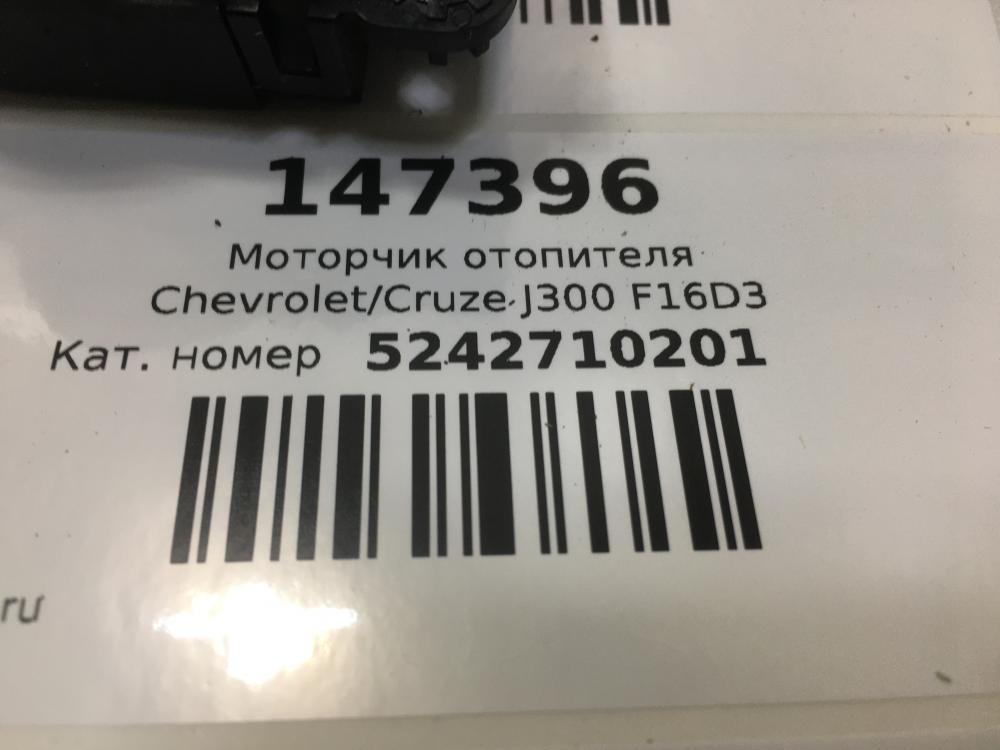 147396
Моторчик отопителя
Chevrolet/Cruze J300 F16D3
Кат. номер 5242710201
ru